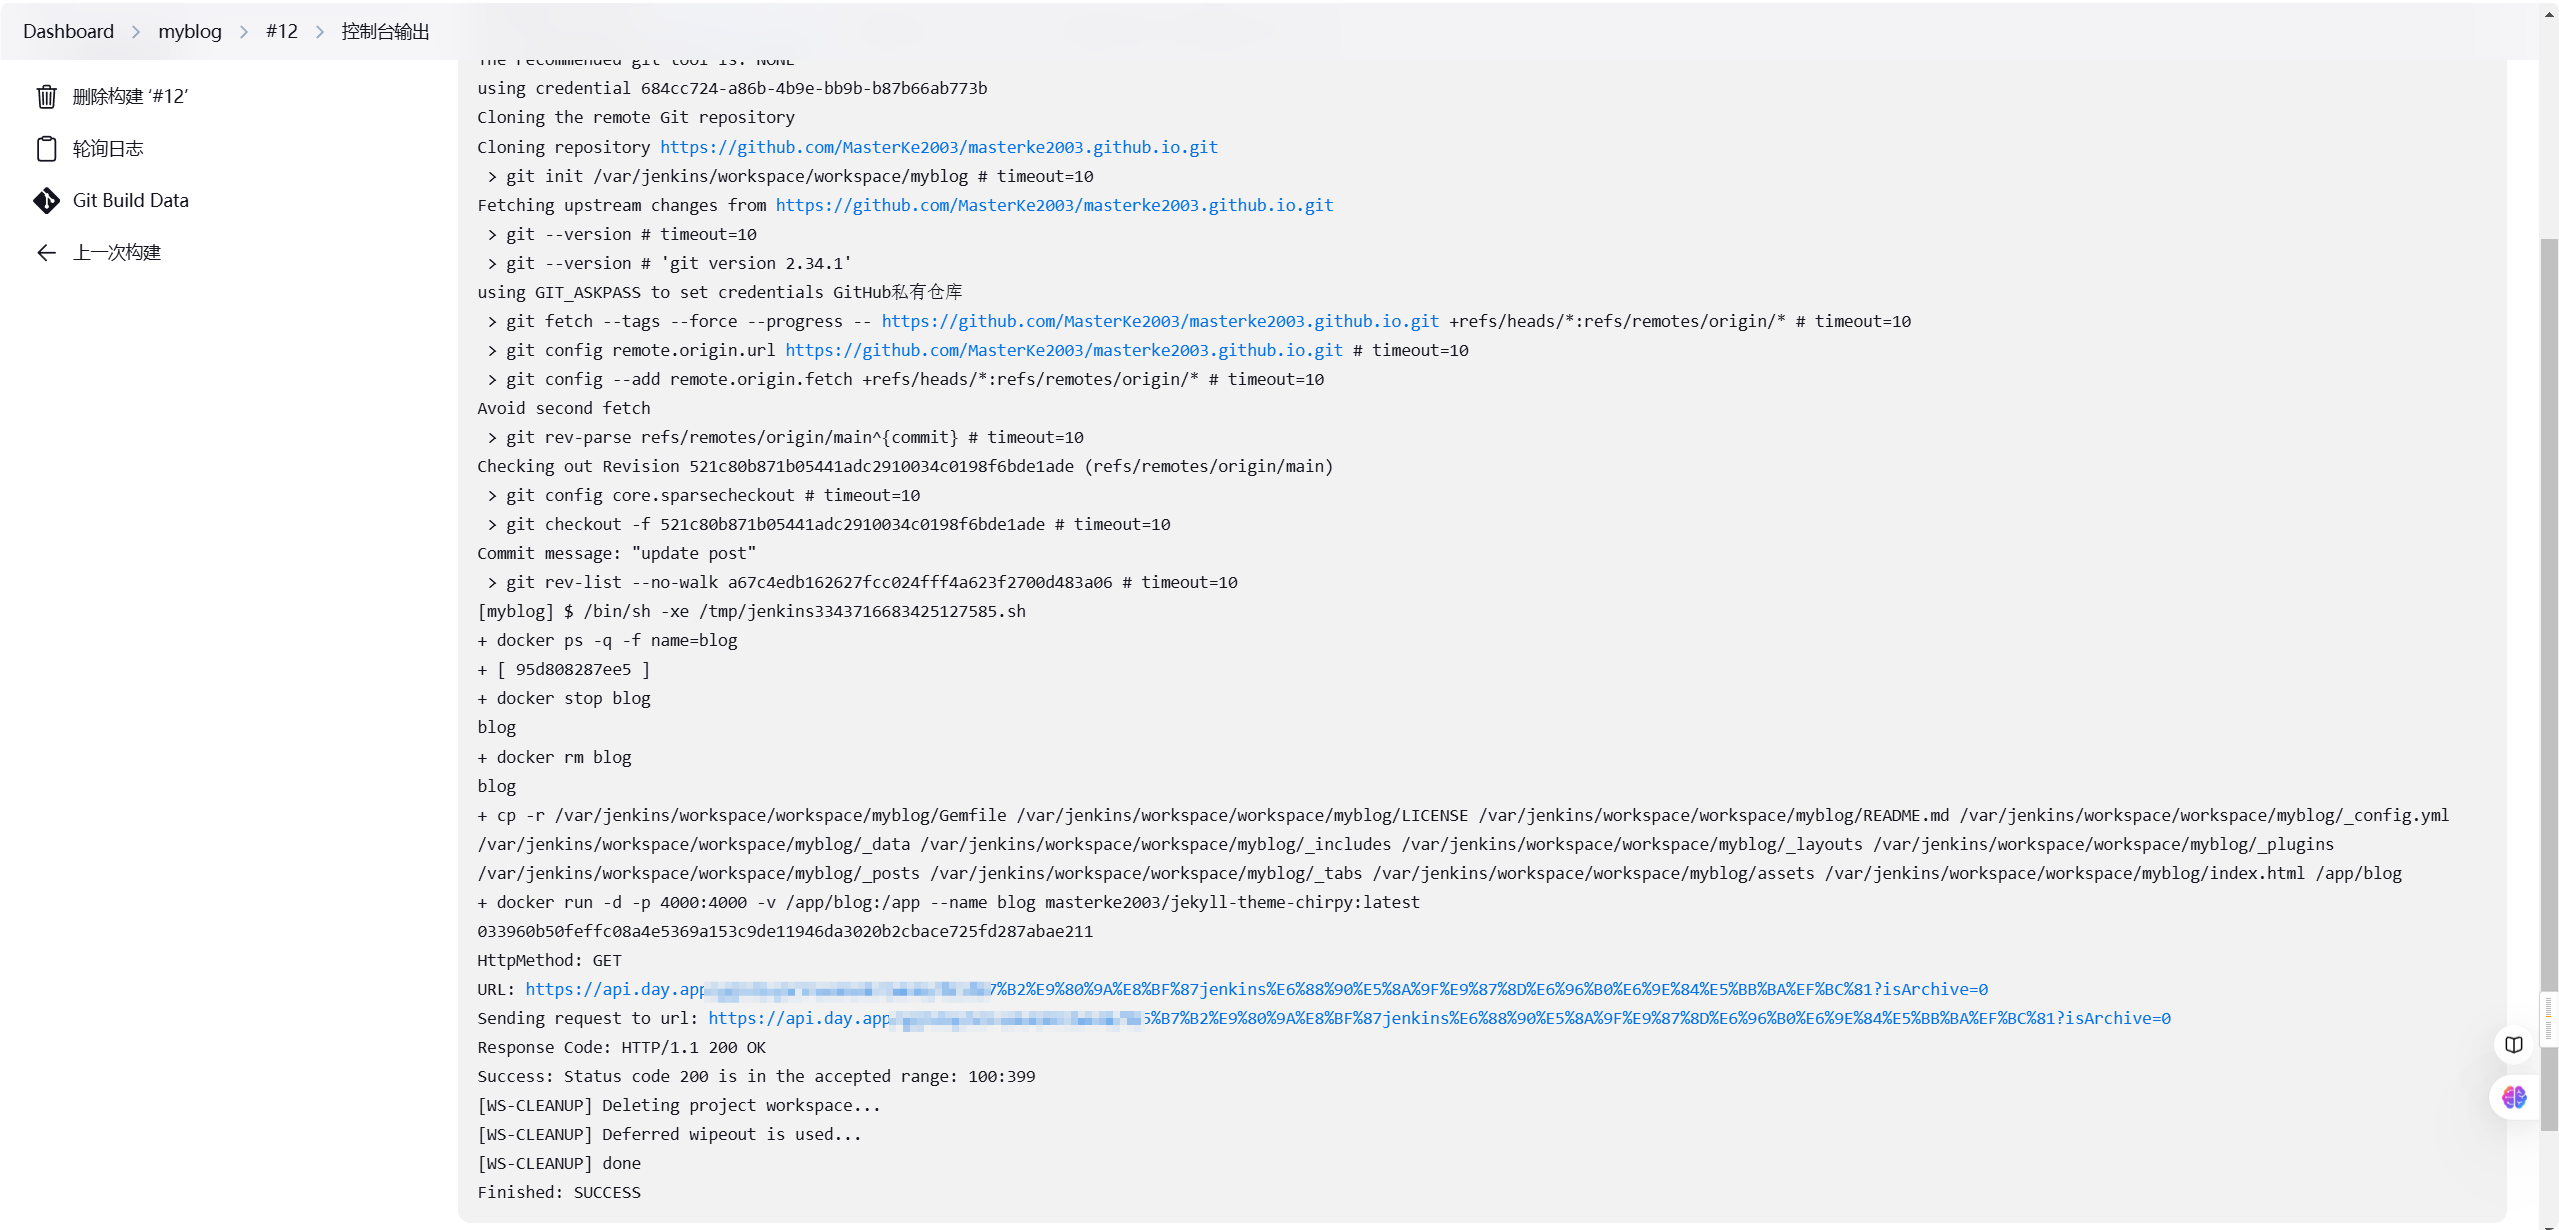 Dashboard > myblog > #12 > 控制台输出
删除构建 ‘#12’
轮询日志
Git Build Data
上一次构建
The recommended git tool is: NONE
using credential 684cc724-a86b-4b9e-bb9b-b87b66ab773b
Cloning the remote Git repository
Cloning repository https://github.com/MasterKe2003/masterke2003.github.io.git
> git init /var/jenkins/workspace/workspace/myblog # timeout=10
Fetching upstream changes from https://github.com/MasterKe2003/masterke2003.github.io.git
> git --version # timeout=10
> git --version # 'git version 2.34.1'
using GIT_ASKPASS to set credentials GitHub私有仓库
> git fetch --tags --force --progress -- https://github.com/MasterKe2003/masterke2003.github.io.git +refs/heads/*:refs/remotes/origin/* # timeout=10
> git config remote.origin.url https://github.com/MasterKe2003/masterke2003.github.io.git # timeout=10
> git config --add remote.origin.fetch +refs/heads/*:refs/remotes/origin/* # timeout=10
Avoid second fetch
> git rev-parse refs/remotes/origin/main^{commit} # timeout=10
Checking out Revision 521c80b871b05441adc2910034c0198f6bde1ade (refs/remotes/origin/main)
> git config core.sparsecheckout # timeout=10
> git checkout -f 521c80b871b05441adc2910034c0198f6bde1ade # timeout=10
Commit message: "update post"
> git rev-list --no-walk a67c4edb162627fcc024fff4a623f2700d483a06 # timeout=10
[myblog] $ /bin/sh -xe /tmp/jenkins3343716683425127585.sh
+ docker ps -q -f name=blog
+ [ 95d808287ee5 ]
+ docker stop blog
blog
+ docker rm blog
blog
+ cp -r /var/jenkins/workspace/workspace/myblog/Gemfile /var/jenkins/workspace/workspace/myblog/LICENSE /var/jenkins/workspace/workspace/myblog/README.md /var/jenkins/workspace/workspace/myblog/_config.yml
/var/jenkins/workspace/workspace/myblog/_data /var/jenkins/workspace/workspace/myblog/_includes /var/jenkins/workspace/workspace/myblog/_layouts /var/jenkins/workspace/workspace/myblog/_plugins
/var/jenkins/workspace/workspace/myblog/_posts /var/jenkins/workspace/workspace/myblog/_tabs /var/jenkins/workspace/workspace/myblog/assets /var/jenkins/workspace/workspace/myblog/index.html /app/blog
+ docker run -d -p 4000:4000 -v /app/blog:/app --name blog masterke2003/jekyll-theme-chirpy:latest
033960b50feffc08a4e5369a153c9de11946da3020b2cbace725fd287abae211
HttpMethod: GET
URL: https://api.day.app 7%B2%E9%80%9A%E8%BF%87jenkins%E6%88%90%E5%8A%9F%E9%87%8D%E6%96%B0%E6%9E%84%E5%BB%BA%EF%BC%81?isArchive=0
Sending request to url: https://api.day.app 5%B7%B2%E9%80%9A%E8%BF%87jenkins%E6%88%90%E5%8A%9F%E9%87%8D%E6%96%B0%E6%9E%84%E5%BB%BA%EF%BC%81?isArchive=0
Response Code: HTTP/1.1 200 OK
Success: Status code 200 is in the accepted range: 100:399
[WS-CLEANUP] Deleting project workspace...
[WS-CLEANUP] Deferred wipeout is used...
[WS-CLEANUP] done
Finished: SUCCESS